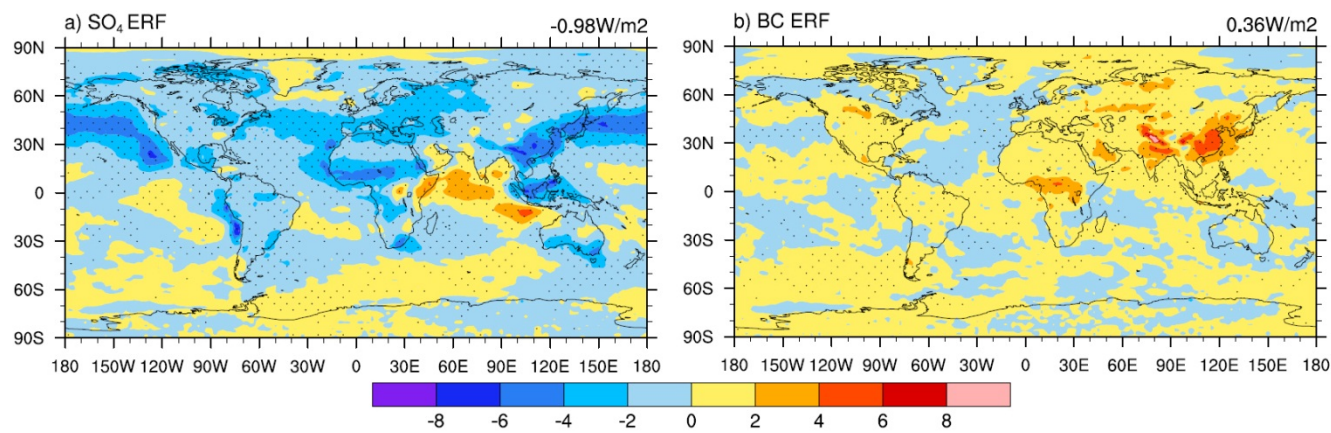 a) SO₄ ERF -0.98W/m2
90N
60N
30N
0
30S
60S
90S
180 150W 120W 90W 60W 30W 0 30E 60E 90E 120E 150E 180
b) BC ERF 0.36W/m2
90N
60N
30N
0
30S
60S
90S
180 150W 120W 90W 60W 30W 0 30E 60E 90E 120E 150E 180
-8 -6 -4 -2 0 2 4 6 8